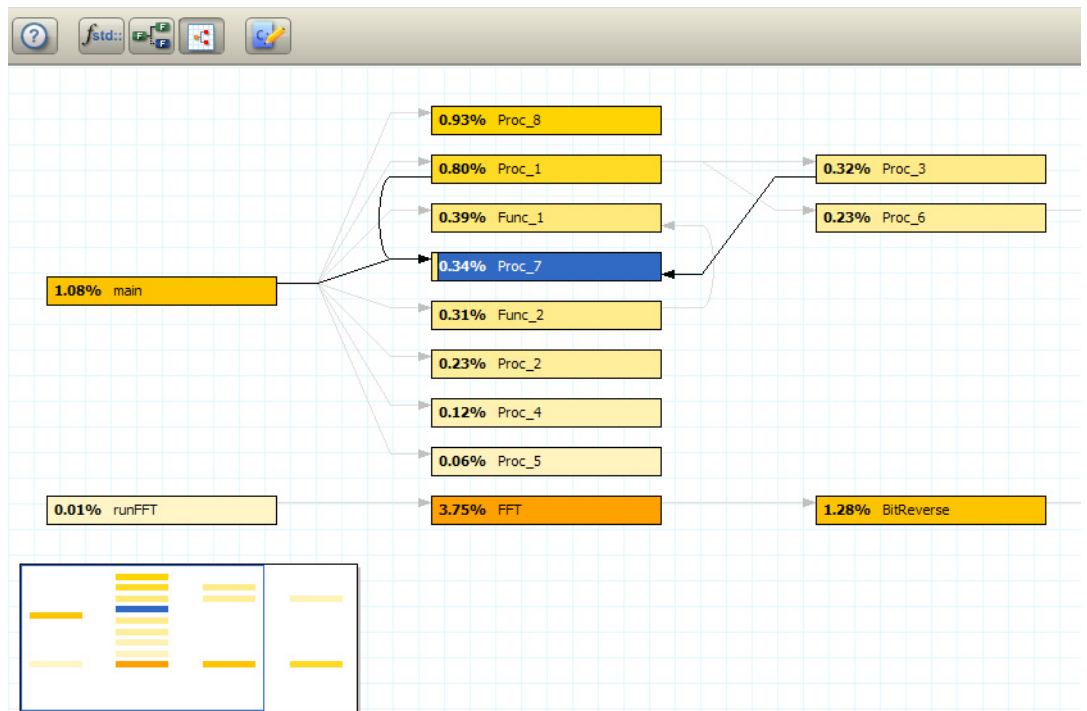 ?
fstd::
F F F
C
0.93% Proc_8
0.80% Proc_1
0.32% Proc_3
0.39% Func_1
0.23% Proc_6
0.34% Proc_7
1.08% main
0.31% Func_2
0.23% Proc_2
0.12% Proc_4
0.06% Proc_5
0.01% runFFT
3.75% FFT
1.28% BitReverse